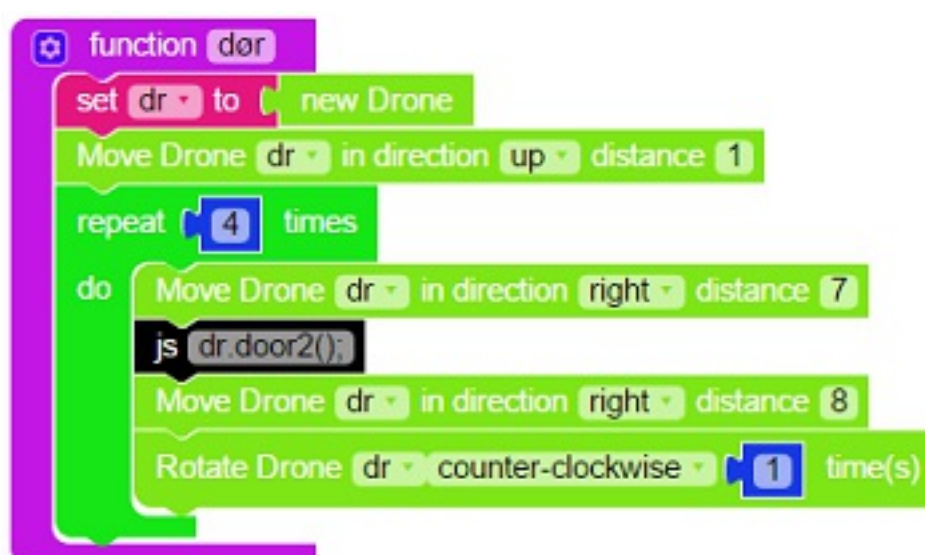 function dør
set dr to new Drone
Move Drone dr in direction up distance 1
repeat 4 times
do Move Drone dr in direction right distance 7
js dr.door2();
Move Drone dr in direction right distance 8
Rotate Drone dr counter-clockwise 1 time(s)